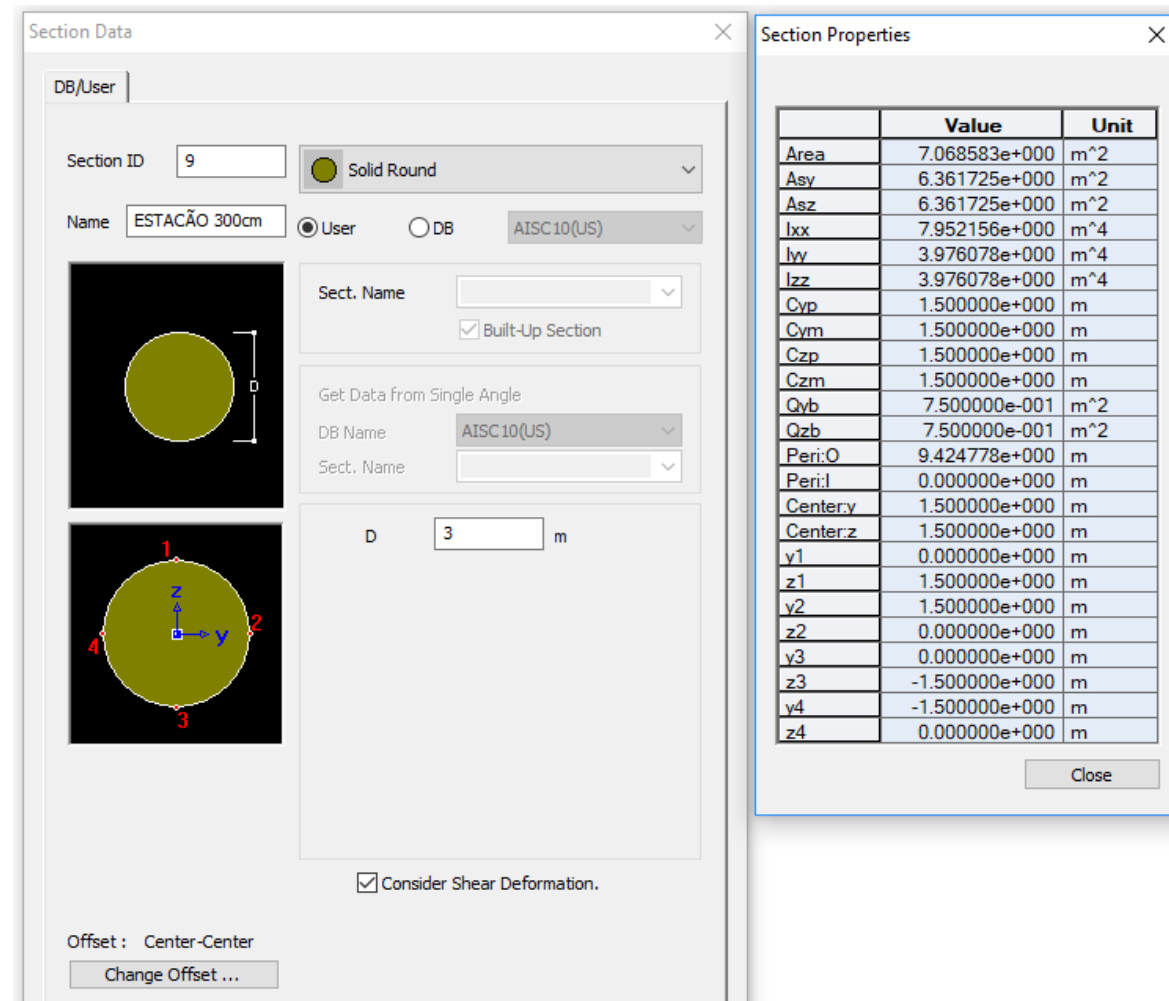 Section Data
DB/User
Section ID 9 Solid Round
Name ESTACÃO 300cm User DB AISC10(US)
Sect. Name
Built-Up Section
D
Get Data from Single Angle
DB Name AISC10(US)
Sect. Name
D 3 m
1
z
2
y
4
3
Consider Shear Deformation.
Offset : Center-Center
Change Offset ...
Section Properties
Value Unit
Area 7.068583e+000 m^2
Asy 6.361725e+000 m^2
Asz 6.361725e+000 m^2
Ixx 7.952156e+000 m^4
Iyy 3.976078e+000 m^4
Izz 3.976078e+000 m^4
Cyp 1.500000e+000 m
Cym 1.500000e+000 m
Czp 1.500000e+000 m
Czm 1.500000e+000 m
Qyb 7.500000e-001 m^2
Qzb 7.500000e-001 m^2
Peri:O 9.424778e+000 m
Peri:I 0.000000e+000 m
Center:y 1.500000e+000 m
Center:z 1.500000e+000 m
y1 0.000000e+000 m
z1 1.500000e+000 m
y2 1.500000e+000 m
z2 0.000000e+000 m
y3 0.000000e+000 m
z3 -1.500000e+000 m
y4 -1.500000e+000 m
z4 0.000000e+000 m
Close